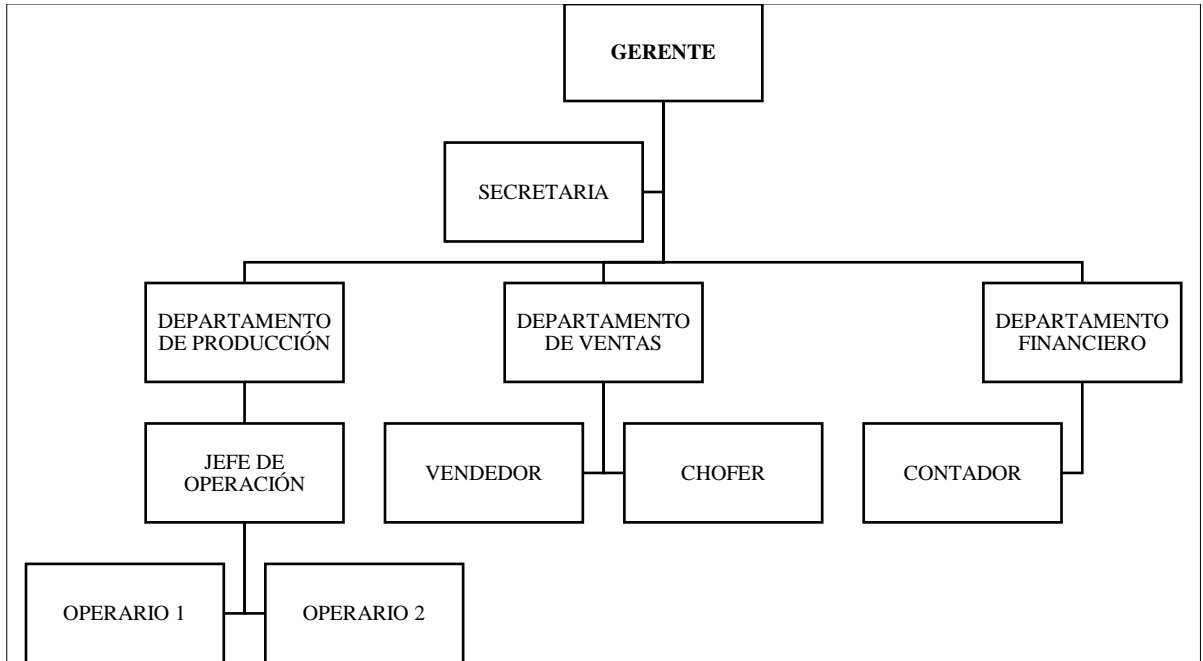 GERENTE
SECRETARIA
DEPARTAMENTO
DE PRODUCCIÓN
DEPARTAMENTO
DE VENTAS
DEPARTAMENTO
FINANCIERO
JEFE DE
OPERACIÓN
VENDEDOR
CHOFER
CONTADOR
OPERARIO 1
OPERARIO 2